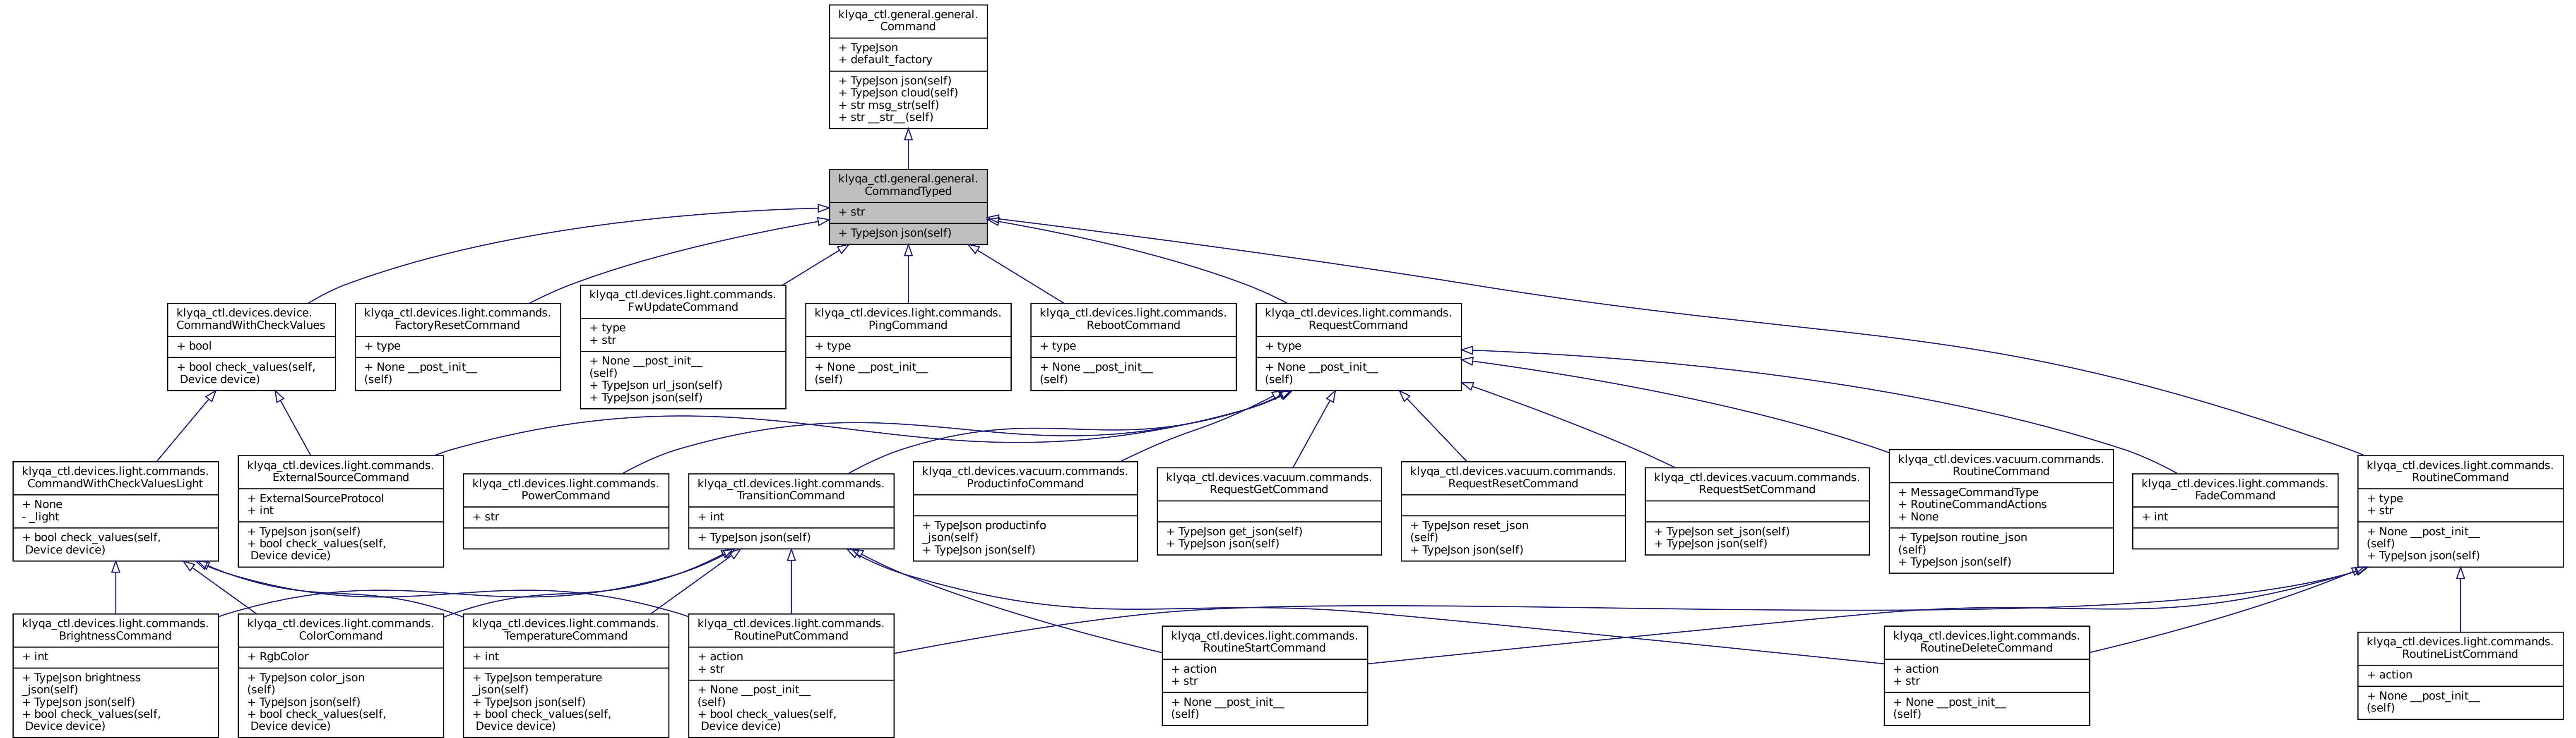 klyqa_ctl.general.general.
Command
+ TypeJson
+ default_factory
+ TypeJson json(self)
+ TypeJson cloud(self)
+ str msg_str(self)
+ str __str__(self)
klyqa_ctl.general.general.
CommandTyped
+ str
+ TypeJson json(self)
klyqa_ctl.devices.device.
CommandWithCheckValues
+ bool
+ bool check_values(self,
Device device)
klyqa_ctl.devices.light.commands.
FactoryResetCommand
+ type
+ None __post_init__
(self)
klyqa_ctl.devices.light.commands.
FwUpdateCommand
+ type
+ str
+ None __post_init__
(self)
+ TypeJson url_json(self)
+ TypeJson json(self)
klyqa_ctl.devices.light.commands.
PingCommand
+ type
+ None __post_init__
(self)
klyqa_ctl.devices.light.commands.
RebootCommand
+ type
+ None __post_init__
(self)
klyqa_ctl.devices.light.commands.
RequestCommand
+ type
+ None __post_init__
(self)
klyqa_ctl.devices.light.commands.
CommandWithCheckValuesLight
+ None
- _light
+ bool check_values(self,
Device device)
klyqa_ctl.devices.light.commands.
ExternalSourceCommand
+ ExternalSourceProtocol
+ int
+ TypeJson json(self)
+ bool check_values(self,
Device device)
klyqa_ctl.devices.light.commands.
PowerCommand
+ str
klyqa_ctl.devices.light.commands.
TransitionCommand
+ int
+ TypeJson json(self)
klyqa_ctl.devices.vacuum.commands.
ProductinfoCommand
+ TypeJson productinfo
_json(self)
+ TypeJson json(self)
klyqa_ctl.devices.vacuum.commands.
RequestGetCommand
+ TypeJson get_json(self)
+ TypeJson json(self)
klyqa_ctl.devices.vacuum.commands.
RequestResetCommand
+ TypeJson reset_json
(self)
+ TypeJson json(self)
klyqa_ctl.devices.vacuum.commands.
RequestSetCommand
+ TypeJson set_json(self)
+ TypeJson json(self)
klyqa_ctl.devices.vacuum.commands.
RoutineCommand
+ MessageCommandType
+ RoutineCommandActions
+ None
+ TypeJson routine_json
(self)
+ TypeJson json(self)
klyqa_ctl.devices.light.commands.
FadeCommand
+ int
klyqa_ctl.devices.light.commands.
RoutineCommand
+ type
+ str
+ None __post_init__
(self)
+ TypeJson json(self)
klyqa_ctl.devices.light.commands.
BrightnessCommand
+ int
+ TypeJson brightness
_json(self)
+ TypeJson json(self)
+ bool check_values(self,
Device device)
klyqa_ctl.devices.light.commands.
ColorCommand
+ RgbColor
+ TypeJson color_json
(self)
+ TypeJson json(self)
+ bool check_values(self,
Device device)
klyqa_ctl.devices.light.commands.
TemperatureCommand
+ int
+ TypeJson temperature
_json(self)
+ TypeJson json(self)
+ bool check_values(self,
Device device)
klyqa_ctl.devices.light.commands.
RoutinePutCommand
+ action
+ str
+ None __post_init__
(self)
+ bool check_values(self,
Device device)
klyqa_ctl.devices.light.commands.
RoutineStartCommand
+ action
+ str
+ None __post_init__
(self)
klyqa_ctl.devices.light.commands.
RoutineDeleteCommand
+ action
+ str
+ None __post_init__
(self)
klyqa_ctl.devices.light.commands.
RoutineListCommand
+ action
+ None __post_init__
(self)